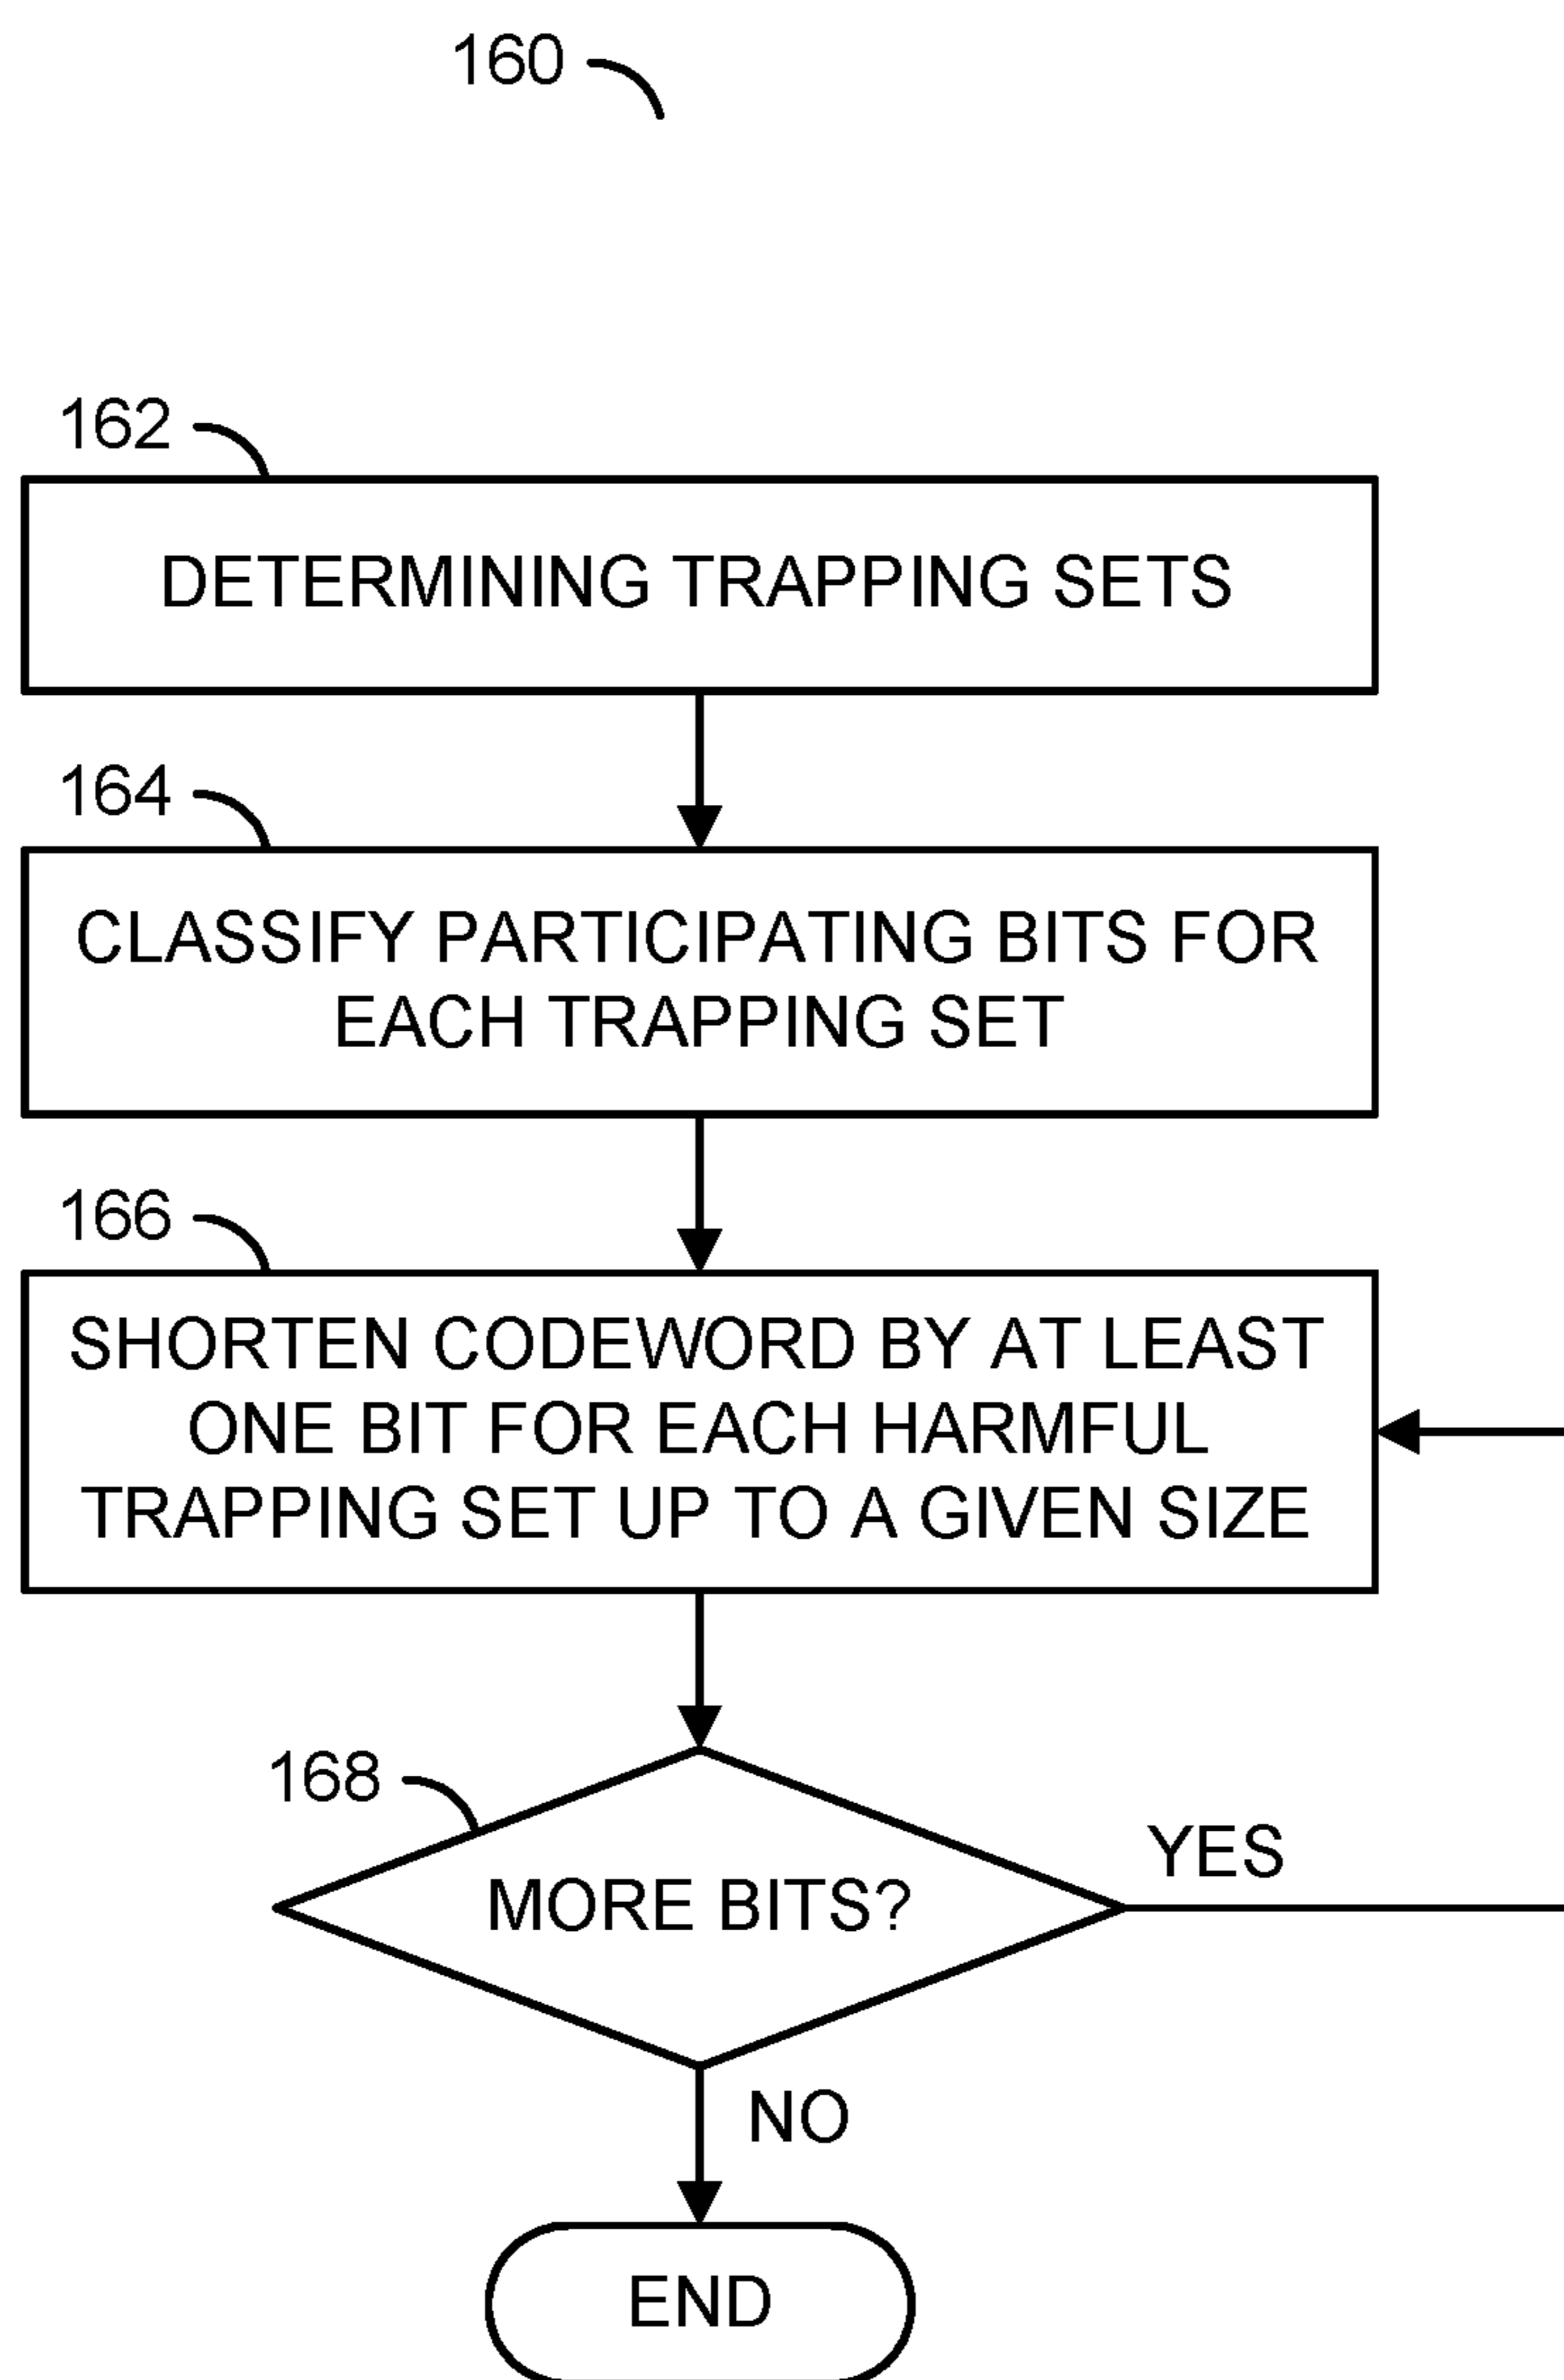 160
162
DETERMINING TRAPPING SETS
164
CLASSIFY PARTICIPATING BITS FOR
EACH TRAPPING SET
166
SHORTEN CODEWORD BY AT LEAST
ONE BIT FOR EACH HARMFUL
TRAPPING SET UP TO A GIVEN SIZE
168
MORE BITS?
YES
NO
END